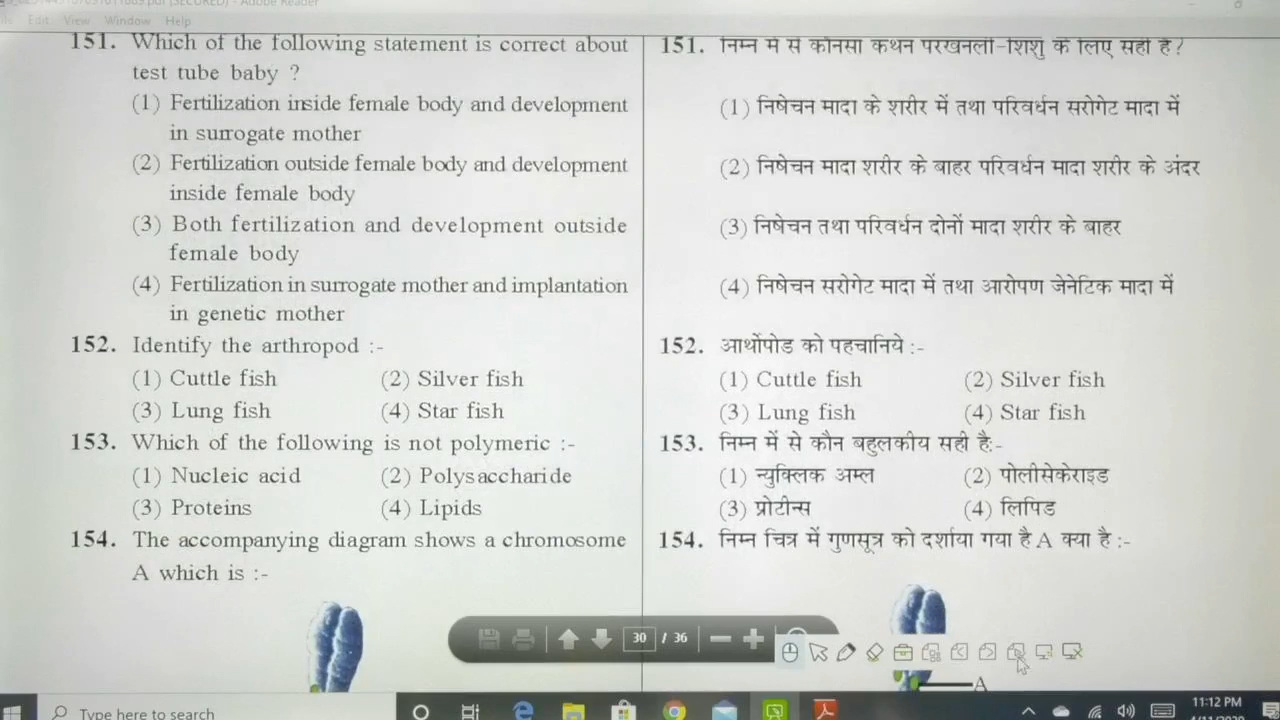 (SECURED) - Adobe Reader
Edit View Window Help
151. Which of the following statement is correct about
test tube baby ?
(1) Fertilization inside female body and development
in surrogate mother
(2) Fertilization outside female body and development
inside female body
(3) Both fertilization and development outside
female body
(4) Fertilization in surrogate mother and implantation
in genetic mother
152. Identify the arthropod :-
(1) Cuttle fish (2) Silver fish
(3) Lung fish (4) Star fish
153. Which of the following is not polymeric :-
(1) Nucleic acid (2) Polysaccharide
(3) Proteins (4) Lipids
154. The accompanying diagram shows a chromosome
A which is :-
151. निम्न में से कौनसा कथन परखनली-शिशु के लिए सही है ?
(1) निषेचन मादा के शरीर में तथा परिवर्धन सरोगेट मादा में
(2) निषेचन मादा शरीर के बाहर परिवर्धन मादा शरीर के अंदर
(3) निषेचन तथा परिवर्धन दोनों मादा शरीर के बाहर
(4) निषेचन सरोगेट मादा में तथा आरोपण जेनेटिक मादा में
152. आर्थोपोड को पहचानिये :-
(1) Cuttle fish (2) Silver fish
(3) Lung fish (4) Star fish
153. निम्न में से कौन बहुलकीय सही है:-
(1) न्युक्लिक अम्ल (2) पोलीसेकेराइड
(3) प्रोटीन्स (4) लिपिड
154. निम्न चित्र में गुणसूत्र को दर्शाया गया है A क्या है :-
A
30 / 36
Type here to search
11:12 PM